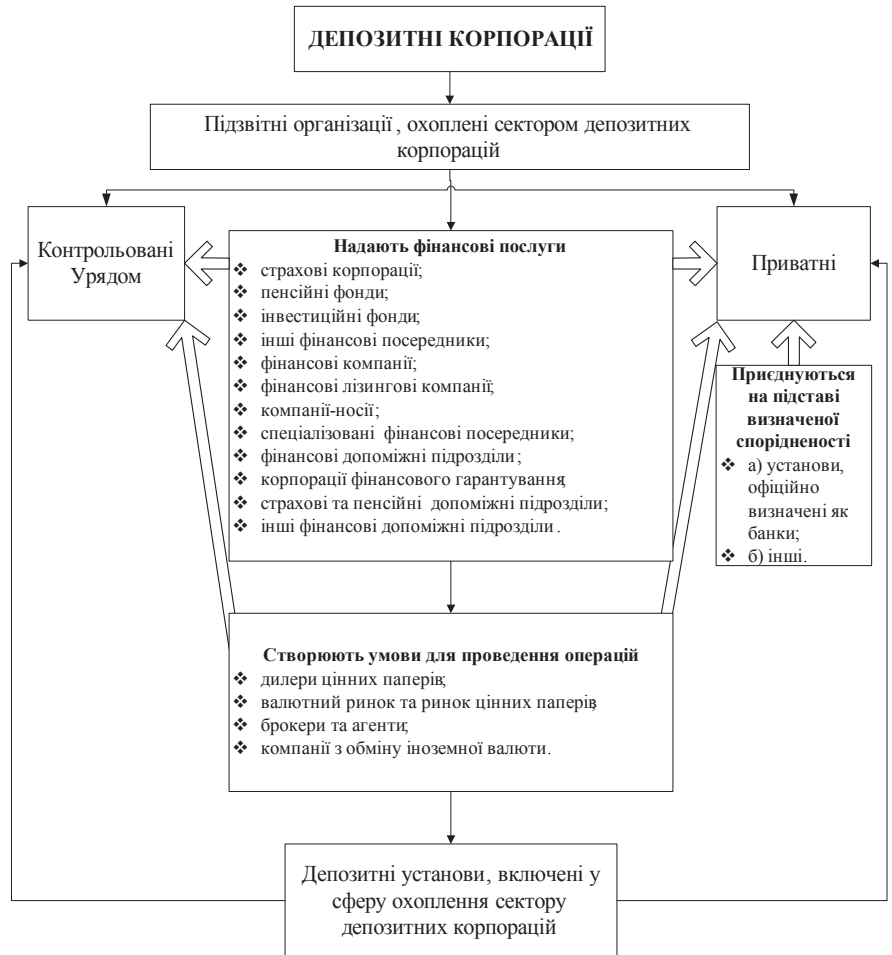 ДЕПОЗИТНІ КОРПОРАЦІЇ
Підзвітні організації , охоплені сектором депозитних
корпорацій
Контрольовані
Урядом
Надають фінансові послуги
❖ страхові корпорації;
❖ пенсійні фонди;
❖ інвестиційні фонди;
❖ інші фінансові посередники;
❖ фінансові компанії;
❖ фінансові лізингові компанії;
❖ компанії-носії;
❖ спеціалізовані фінансові посередники;
❖ фінансові допоміжні підрозділи;
❖ корпорації фінансового гарантування;
❖ страхові та пенсійні допоміжні підрозділи;
❖ інші фінансові допоміжні підрозділи.
Приватні
Приєднуються
на підставі
визначеної
спорідненості
❖ а) установи,
офіційно
визначені як
банки;
❖ б) інші.
Створюють умови для проведення операцій
❖ дилери цінних паперів;
❖ валютний ринок та ринок цінних паперів;
❖ брокери та агенти;
❖ компанії з обміну іноземної валюти.
Депозитні установи, включені у
сферу охоплення сектору
депозитних корпорацій